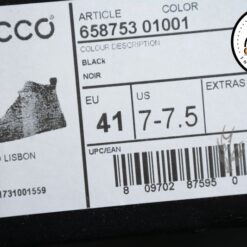 CCO
ARTICLE COLOR
658753 01001
COLOUR DESCRIPTION
BLACK
NOIR
EU US EXTRAS
41 7-7.5
LISBON
UPC/EAN
1731001559
8 09702 87595 0